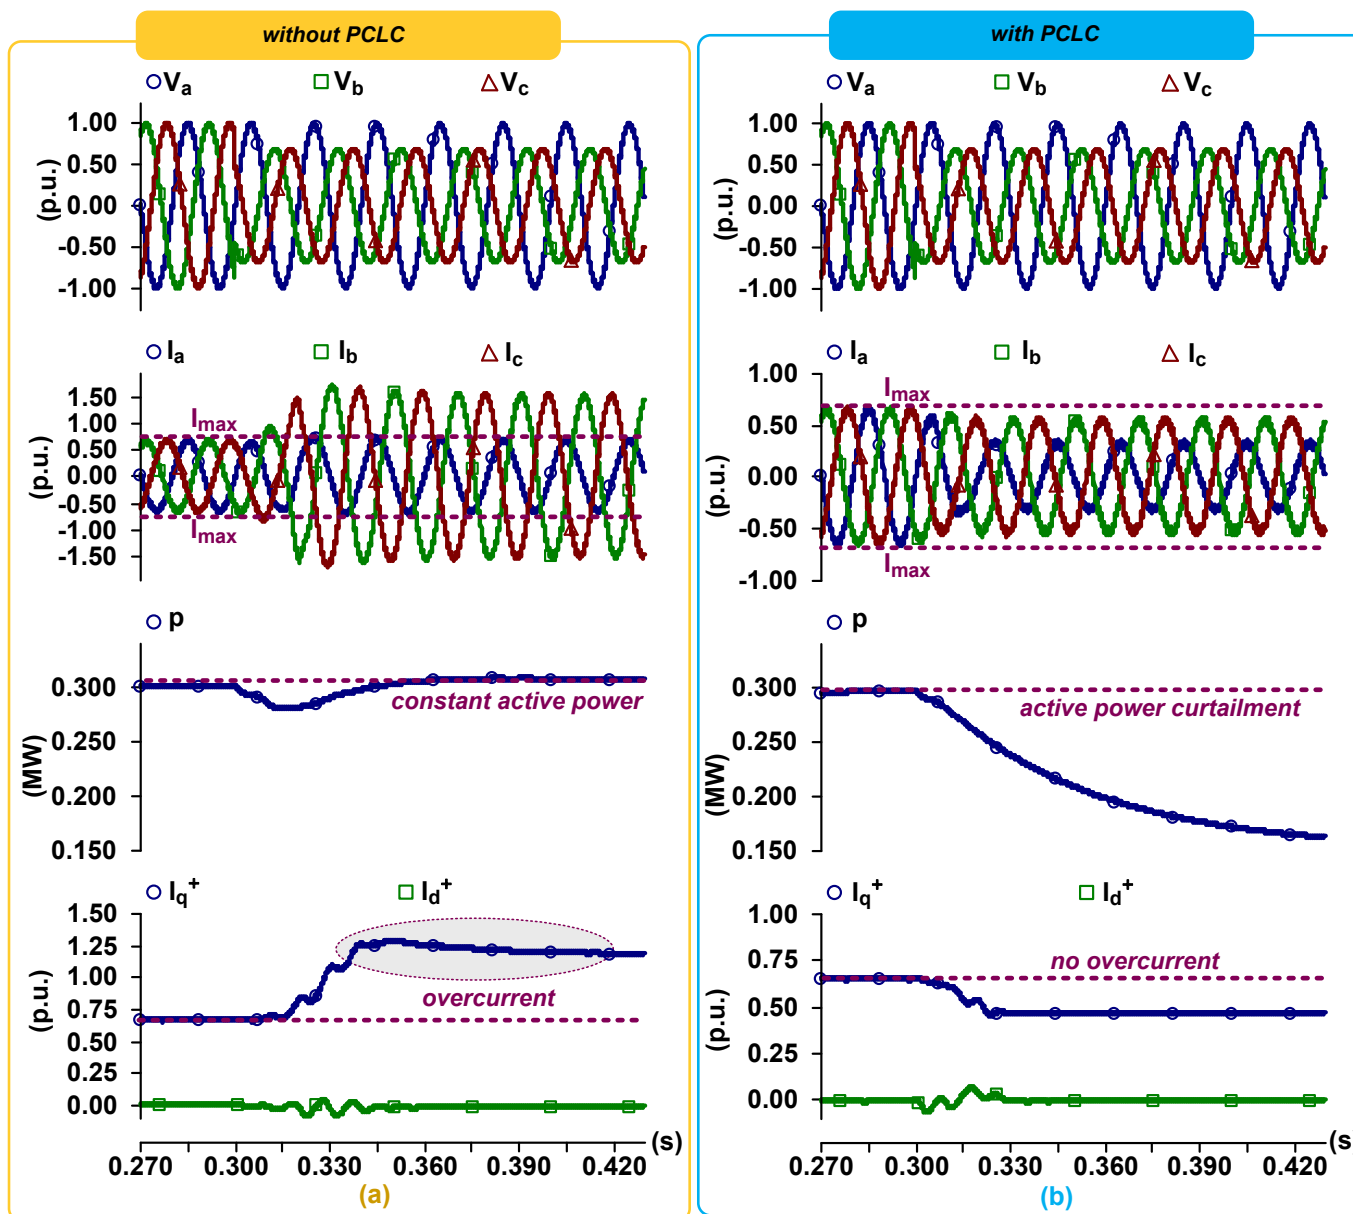 without PCLC
Va Vb Vc
1.00
0.50
0.00
-0.50
-1.00
(p.u.)
Ia Ib Ic
1.50
1.00
0.50
0.00
-0.50
-1.00
-1.50
(p.u.)
Imax
Imax
p
0.300
0.250
0.200
0.150
(MW)
constant active power
Iq+ Id+
1.50
1.25
1.00
0.75
0.50
0.25
0.00
(p.u.)
overcurrent
0.270 0.300 0.330 0.360 0.390 0.420
(s)
(a)
with PCLC
Va Vb Vc
1.00
0.50
0.00
-0.50
-1.00
(p.u.)
Ia Ib Ic
1.00
0.50
0.00
-0.50
-1.00
(p.u.)
Imax
Imax
p
0.300
0.250
0.200
0.150
(MW)
active power curtailment
Iq+ Id+
1.00
0.75
0.50
0.25
0.00
(p.u.)
no overcurrent
0.270 0.300 0.330 0.360 0.390 0.420
(s
(b)